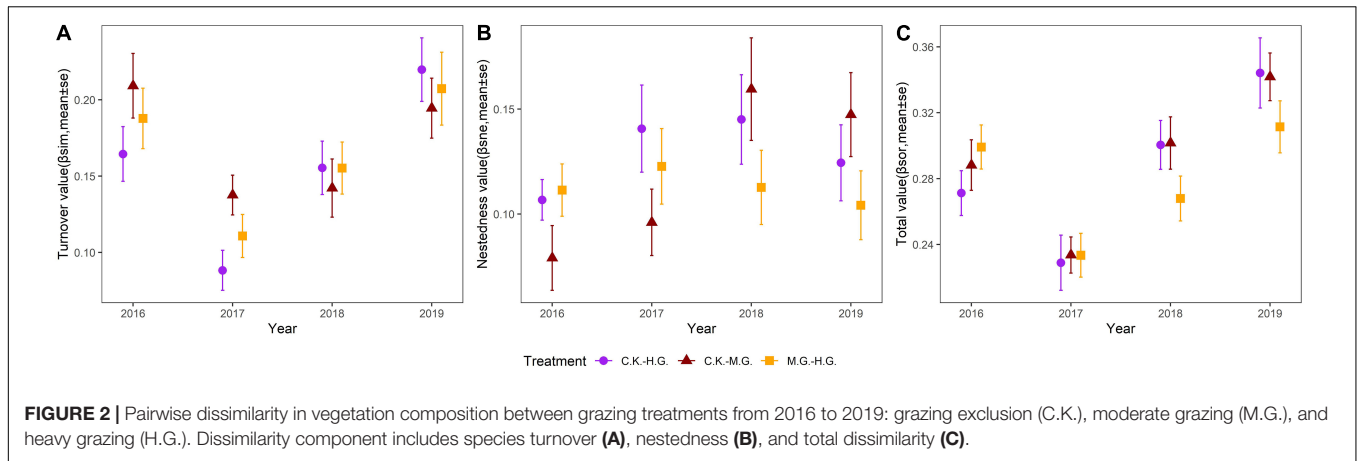 A
Turnover value(βsim,mean±se)
0.20
0.15
0.10
2016 2017 2018 2019
Year
B
Nestedness value(βsne,mean±se)
0.15
0.10
2016 2017 2018 2019
Year
C
Total value(βsor,mean±se)
0.36
0.32
0.28
0.24
2016 2017 2018 2019
Year
Treatment C.K.-H.G. C.K.-M.G. M.G.-H.G.
FIGURE 2 | Pairwise dissimilarity in vegetation composition between grazing treatments from 2016 to 2019: grazing exclusion (C.K.), moderate grazing (M.G.), and
heavy grazing (H.G.). Dissimilarity component includes species turnover (A), nestedness (B), and total dissimilarity (C).